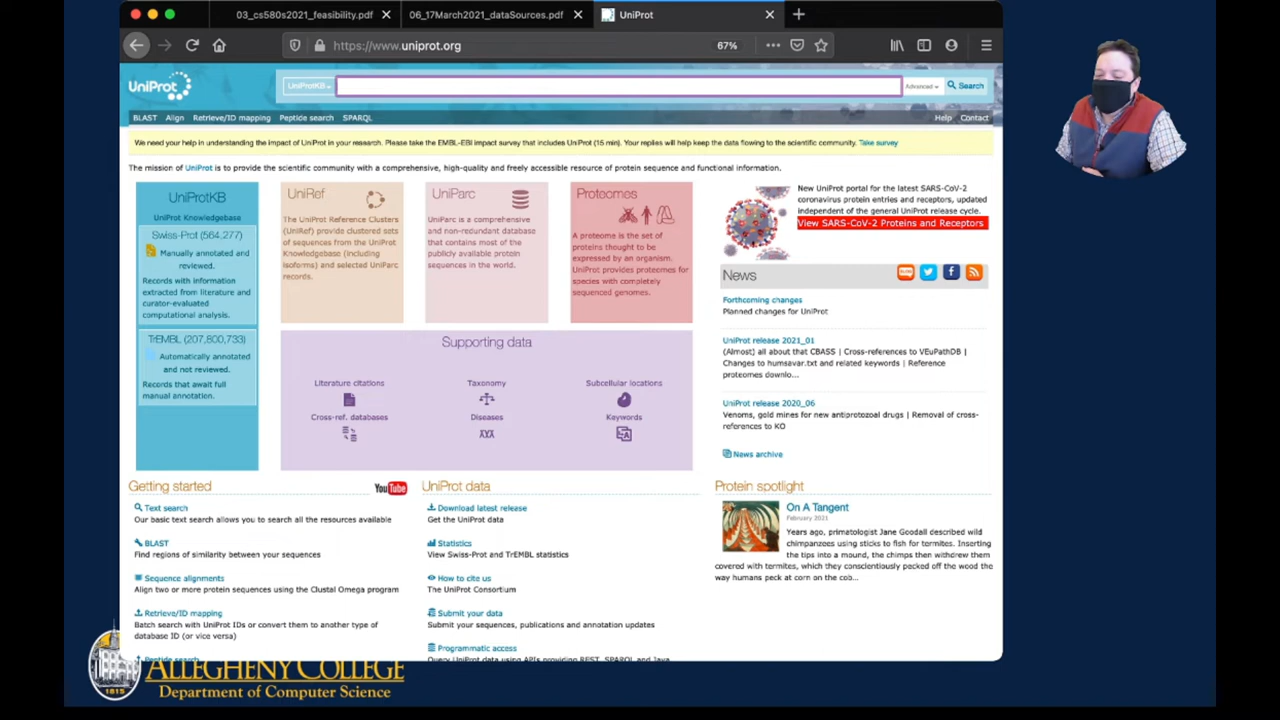 03_cs580s2021_feasibility.pdf
06_17March2021_dataSources.pdf
UniProt
https://www.uniprot.org
67%
UniProt
UniProtKB
Advanced
Search
BLAST Align Retrieve/ID mapping Peptide search SPARQL
Help Contact
We need your help in understanding the impact of UniProt in your research. Please take the EMBL-EBI impact survey that includes UniProt (15 min). Your replies will help keep the data flowing to the scientific community. Take survey
The mission of UniProt is to provide the scientific community with a comprehensive, high-quality and freely accessible resource of protein sequence and functional information.
UniProtKB
UniProt Knowledgebase
Swiss-Prot (564,277)
Manually annotated and
reviewed.
Records with information
extracted from literature and
curator-evaluated
computational analysis.
TrEMBL (207,800,733)
Automatically annotated
and not reviewed.
Records that await full
manual annotation.
UniRef
The UniProt Reference Clusters
(UniRef) provide clustered sets
of sequences from the UniProt
Knowledgebase (including
isoforms) and selected UniParc
records.
UniParc
UniParc is a comprehensive
and non-redundant database
that contains most of the
publicly available protein
sequences in the world.
Proteomes
A proteome is the set of
proteins thought to be
expressed by an organism.
UniProt provides proteomes for
species with completely
sequenced genomes.
Supporting data
Literature citations
Taxonomy
Subcellular locations
Cross-ref. databases
Diseases
Keywords
New UniProt portal for the latest SARS-CoV-2
coronavirus protein entries and receptors, updated
independent of the general UniProt release cycle.
View SARS-CoV-2 Proteins and Receptors
News
Forthcoming changes
Planned changes for UniProt
UniProt release 2021_01
(Almost) all about that CBASS | Cross-references to VEuPathDB |
Changes to humsavar.txt and related keywords | Reference
proteomes downlo...
UniProt release 2020_06
Venoms, gold mines for new antiprotozoal drugs | Removal of cross-
references to KO
News archive
Getting started
YouTube
Text search
Our basic text search allows you to search all the resources available
BLAST
Find regions of similarity between your sequences
Sequence alignments
Align two or more protein sequences using the Clustal Omega program
Retrieve/ID mapping
Batch search with UniProt IDs or convert them to another type of
database ID (or vice versa)
Peptide search
UniProt data
Download latest release
Get the UniProt data
Statistics
View Swiss-Prot and TrEMBL statistics
How to cite us
The UniProt Consortium
Submit your data
Submit your sequences, publications and annotation updates
Programmatic access
Query UniProt data using APIs providing REST, SPARQL and Java
Protein spotlight
On A Tangent
February 2021
Years ago, primatologist Jane Goodall described wild
chimpanzees using sticks to fish for termites. Inserting
the tips into a mound, the chimps then withdrew them
covered with termites, which they conscientiously packed off the wood the
way humans peck at corn on the cob...
1815
ALLEGHENY COLLEGE
Department of Computer Science